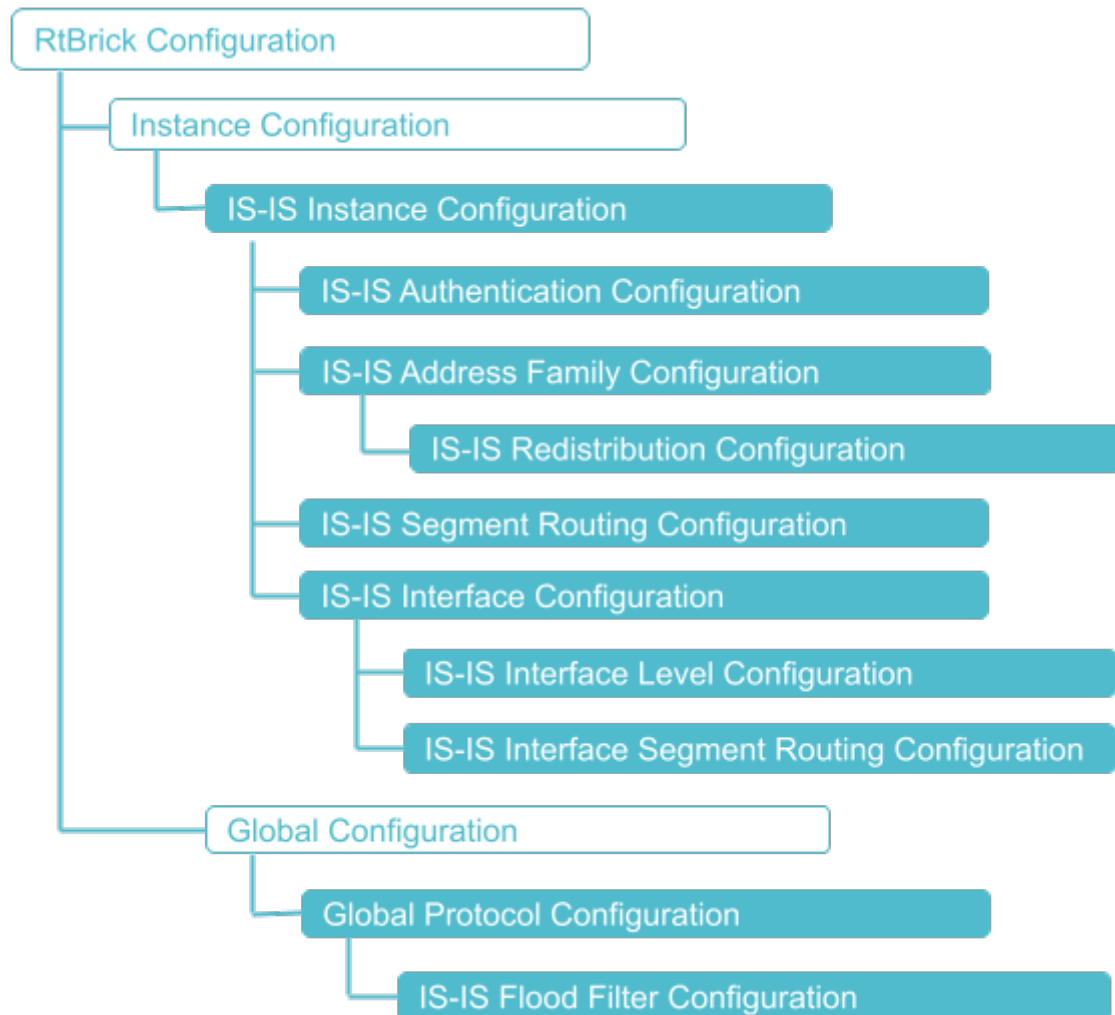 RtBrick Configuration
Instance Configuration
IS-IS Instance Configuration
IS-IS Authentication Configuration
IS-IS Address Family Configuration
IS-IS Redistribution Configuration
IS-IS Segment Routing Configuration
IS-IS Interface Configuration
IS-IS Interface Level Configuration
IS-IS Interface Segment Routing Configuration
Global Configuration
Global Protocol Configuration
IS-IS Flood Filter Configuration